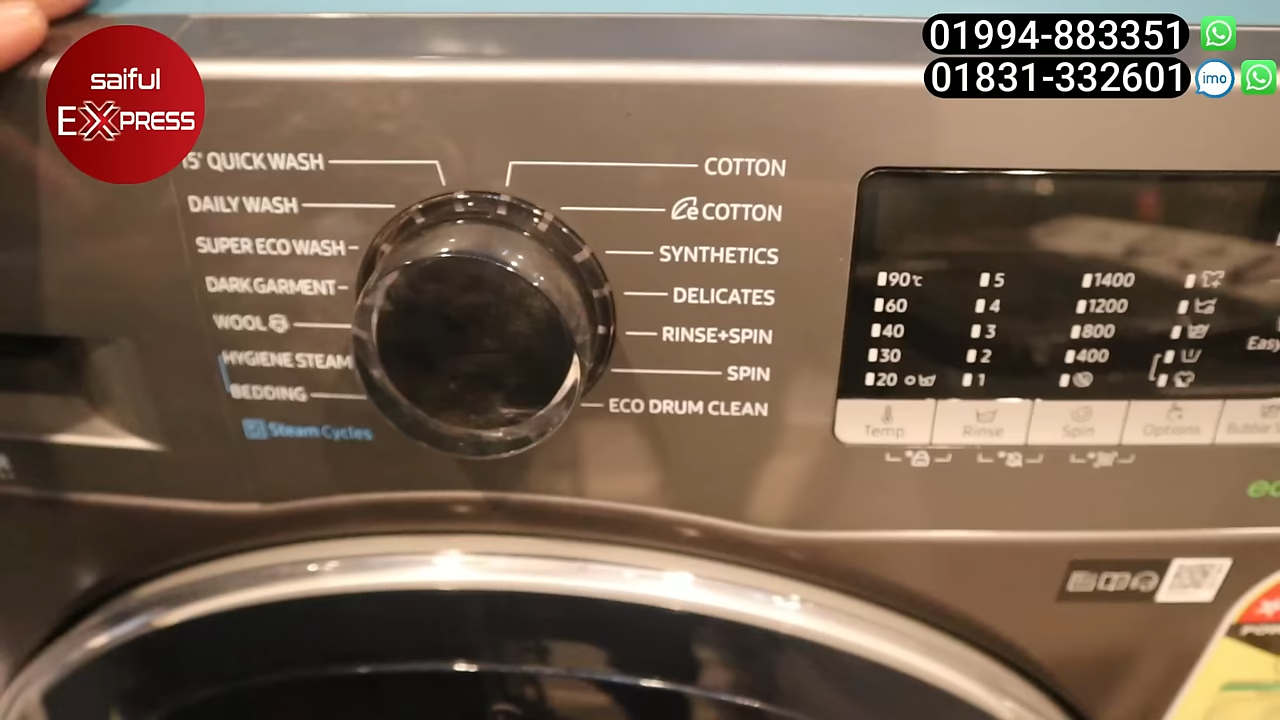 saiful
EXPRESS
01994-883351
01831-332601
imo
15' QUICK WASH
DAILY WASH
SUPER ECO WASH
DARK GARMENT
WOOL
HYGIENE STEAM
BEDDING
Steam Cycles
COTTON
e COTTON
SYNTHETICS
DELICATES
RINSE+SPIN
SPIN
ECO DRUM CLEAN
90℃ 5 1400
60 4 1200
40 3 800
30 2 400
20 1
Easy
Temp Rinse Spin Options Bubble